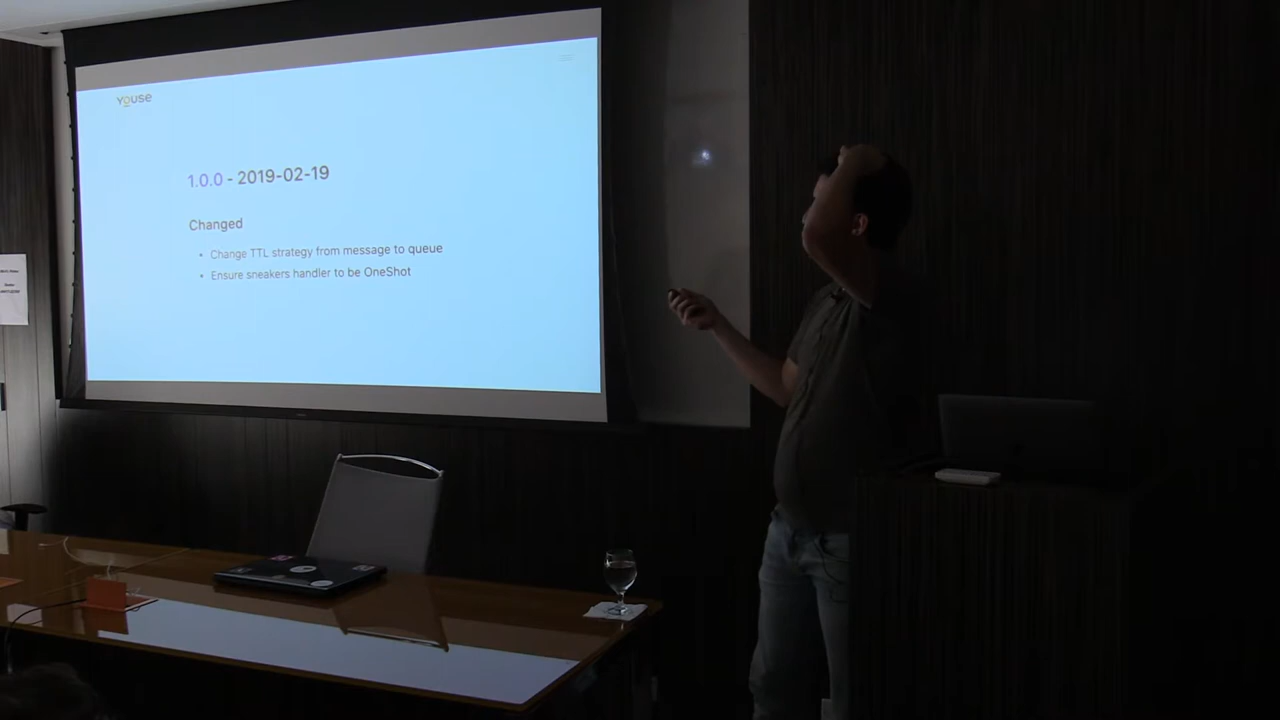 Youse
1.0.0 - 2019-02-19
Changed
• Change TTL strategy from message to queue
• Ensure sneakers handler to be OneShot